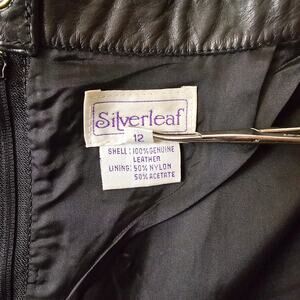 Silverleaf
12
SHELL: 100% GENUINE
LEATHER
LINING: 50% NYLON
50% ACETATE